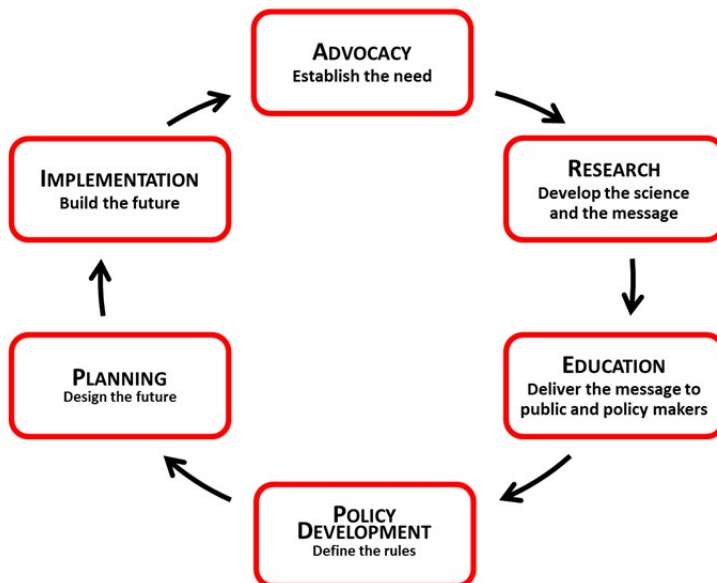 ADVOCACY
Establish the need
RESEARCH
Develop the science
and the message
EDUCATION
Deliver the message to
public and policy makers
POLICY
DEVELOPMENT
Define the rules
PLANNING
Design the future
IMPLEMENTATION
Build the future